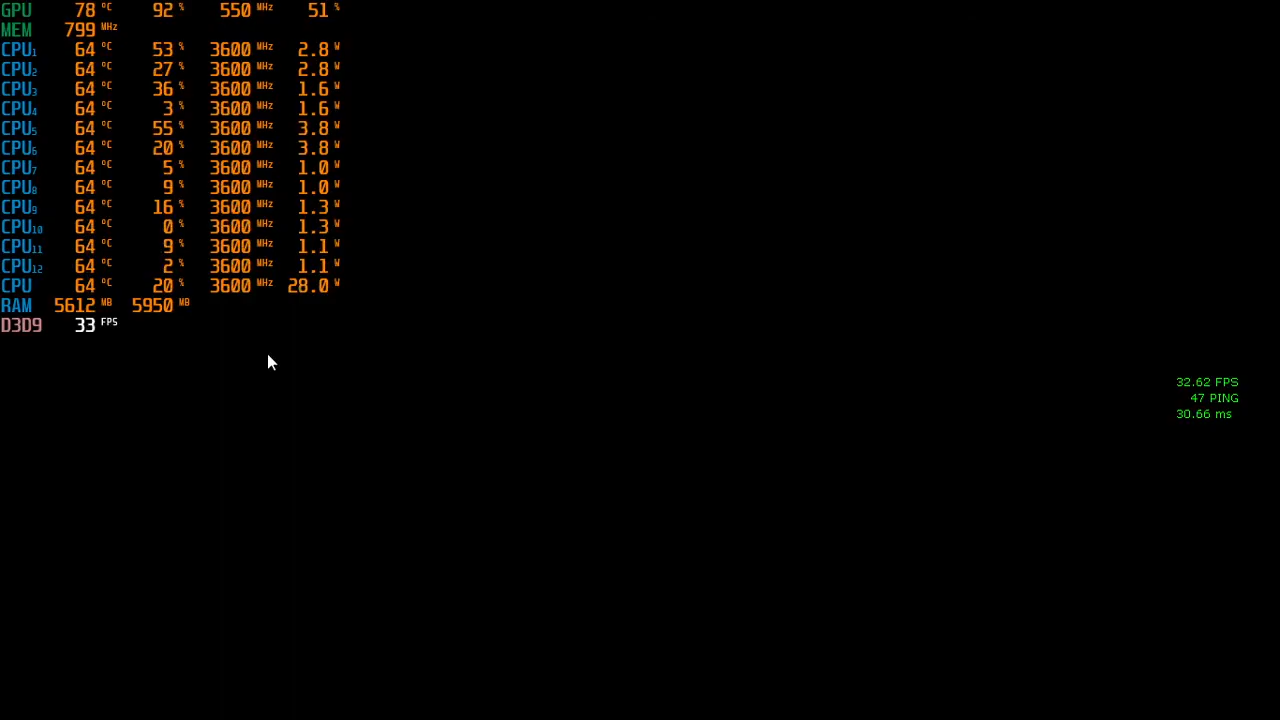 GPU 78 °C 92 % 550 MHz 51 %
MEM 799 MHz
CPU1 64 °C 53 % 3600 MHz 2.8 W
CPU2 64 °C 27 % 3600 MHz 2.8 W
CPU3 64 °C 36 % 3600 MHz 1.6 W
CPU4 64 °C 3 % 3600 MHz 1.6 W
CPU5 64 °C 55 % 3600 MHz 3.8 W
CPU6 64 °C 20 % 3600 MHz 3.8 W
CPU7 64 °C 5 % 3600 MHz 1.0 W
CPU8 64 °C 9 % 3600 MHz 1.0 W
CPU9 64 °C 16 % 3600 MHz 1.3 W
CPU10 64 °C 0 % 3600 MHz 1.3 W
CPU11 64 °C 9 % 3600 MHz 1.1 W
CPU12 64 °C 2 % 3600 MHz 1.1 W
CPU 64 °C 20 % 3600 MHz 28.0 W
RAM 5612 MB 5950 MB
D3D9 33 FPS
32.62 FPS
47 PING
30.66 ms